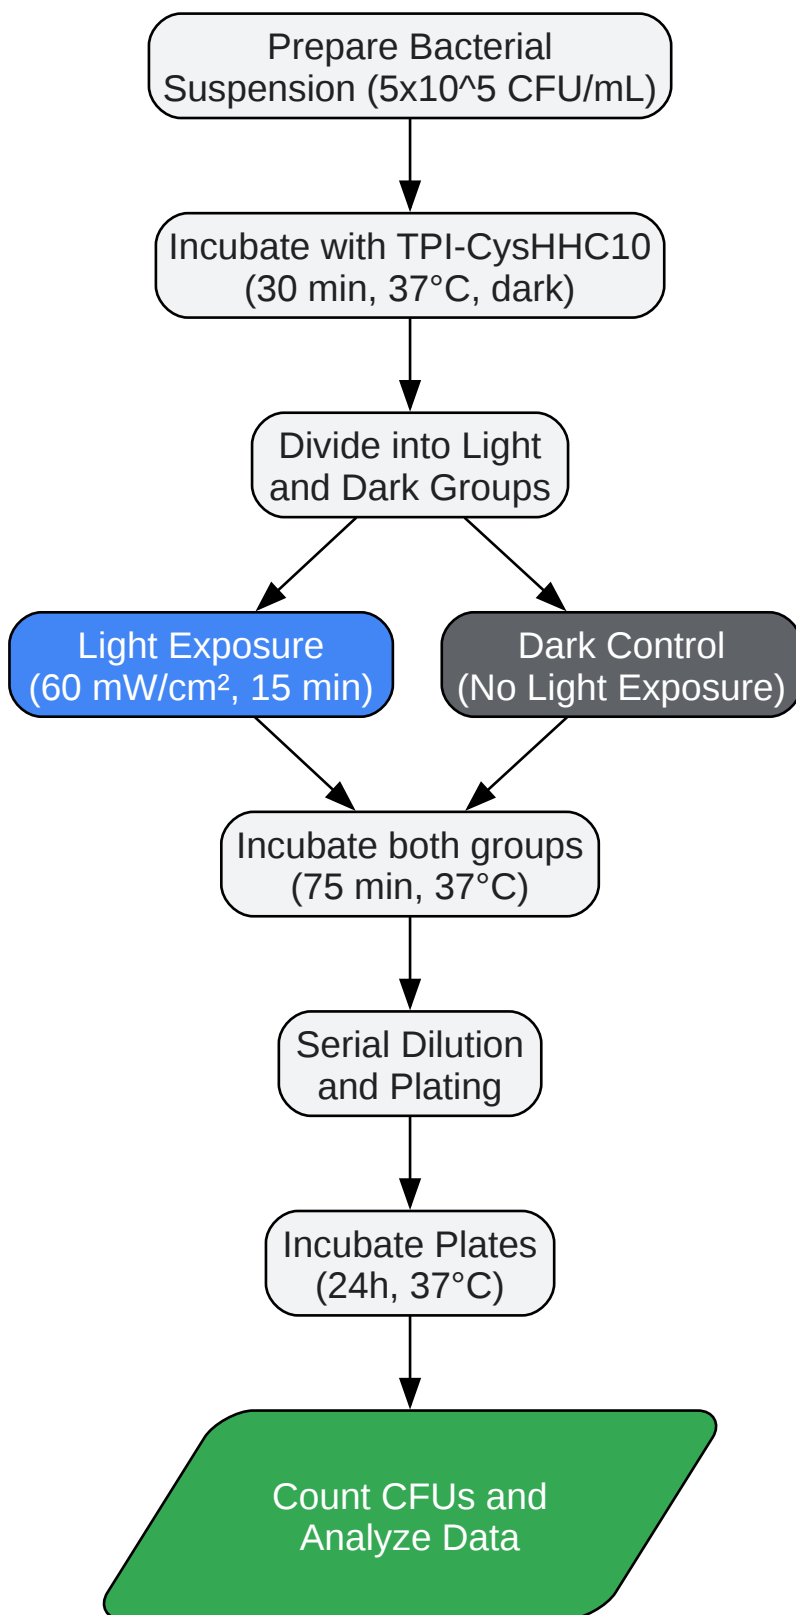 Prepare Bacterial
Suspension (5x10^5 CFU/mL)
Incubate with TPI-CysHHC10
(30 min, 37°C, dark)
Divide into Light
and Dark Groups
Light Exposure
(60 mW/cm², 15 min)
Dark Control
(No Light Exposure)
Incubate both groups
(75 min, 37°C)
Serial Dilution
and Plating
Incubate Plates
(24h, 37°C)
Count CFUs and
Analyze Data